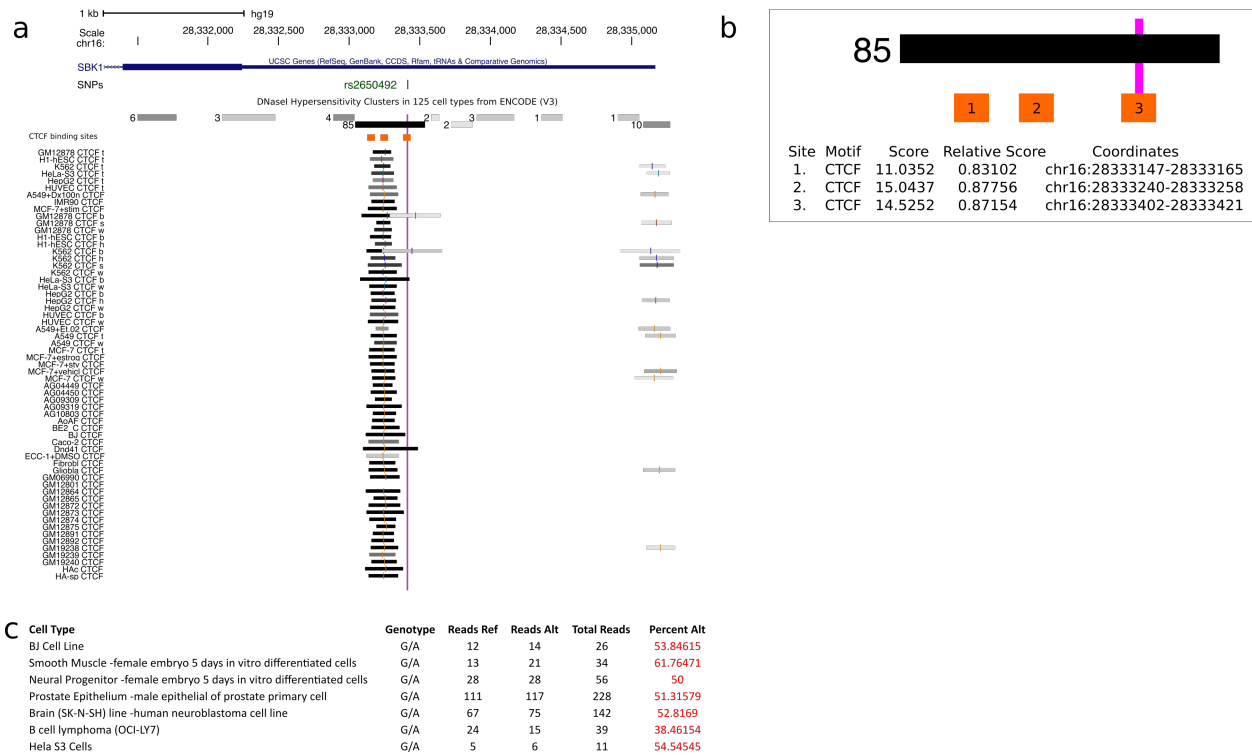 a
1 kb
hg19
Scale
28,332,000
28,332,500
28,333,000
28,333,500
28,334,000
28,334,500
28,335,000
chr16:
UCSC Genes (RefSeq, GenBank, CCDS, Rfam, tRNAs & Comparative Genomics)
SBK1
SNPs
rs2650492
DNaseI Hypersensitivity Clusters in 125 cell types from ENCODE (V3)
6
3
4
2
3
1
1
85
2
10
CTCF binding sites
GM12878 CTCF t
H1-hESC CTCF t
K562 CTCF t
HeLa-S3 CTCF t
HepG2 CTCF t
HUVEC CTCF t
A549+Dx100n CTCF
IMR90 CTCF
MCF-7+stim CTCF
GM12878 CTCF b
GM12878 CTCF s
GM12878 CTCF w
H1-hESC CTCF b
H1-hESC CTCF h
K562 CTCF b
K562 CTCF h
K562 CTCF s
K562 CTCF w
HeLa-S3 CTCF b
HeLa-S3 CTCF w
HepG2 CTCF b
HepG2 CTCF h
HepG2 CTCF w
HUVEC CTCF b
HUVEC CTCF w
A549+Et.02 CTCF
A549 CTCF t
A549 CTCF w
MCF-7 CTCF t
MCF-7+estrog CTCF
MCF-7+stv CTCF
MCF-7+vehicl CTCF
MCF-7 CTCF w
AG04449 CTCF
AG04450 CTCF
AG09309 CTCF
AG09319 CTCF
AG10803 CTCF
AoAF CTCF
BE2_C CTCF
BJ CTCF
Caco-2 CTCF
Dnd41 CTCF
ECC-1+DMSO CTCF
Fibrobl CTCF
Gliobla CTCF
GM06990 CTCF
GM12801 CTCF
GM12864 CTCF
GM12865 CTCF
GM12872 CTCF
GM12873 CTCF
GM12874 CTCF
GM12875 CTCF
GM12891 CTCF
GM12892 CTCF
GM19238 CTCF
GM19239 CTCF
GM19240 CTCF
HAc CTCF
HA-sp CTCF
b
85
1 2 3
Site Motif Score Relative Score Coordinates
1. CTCF 11.0352 0.83102 chr16:28333147-28333165
2. CTCF 15.0437 0.87756 chr16:28333240-28333258
3. CTCF 14.5252 0.87154 chr16:28333402-28333421
c
Cell Type Genotype Reads Ref Reads Alt Total Reads Percent Alt
BJ Cell Line G/A 12 14 26 53.84615
Smooth Muscle -female embryo 5 days in vitro differentiated cells G/A 13 21 34 61.76471
Neural Progenitor -female embryo 5 days in vitro differentiated cells G/A 28 28 56 50
Prostate Epithelium -male epithelial of prostate primary cell G/A 111 117 228 51.31579
Brain (SK-N-SH) line -human neuroblastoma cell line G/A 67 75 142 52.8169
B cell lymphoma (OCI-LY7) G/A 24 15 39 38.46154
Hela S3 Cells G/A 5 6 11 54.54545